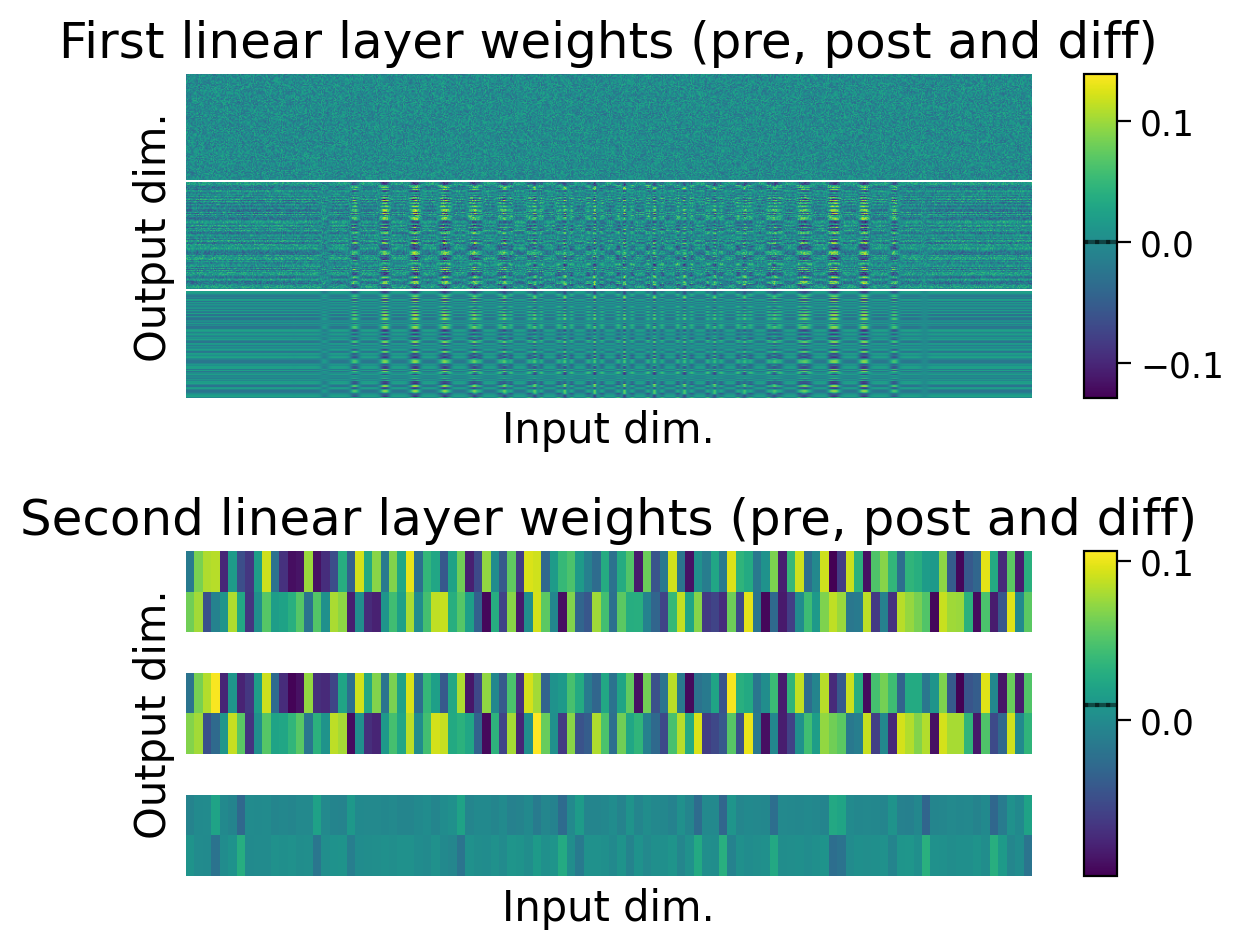 First linear layer weights (pre, post and diff)
Output dim.
0.1
0.0
−0.1
Input dim.
Second linear layer weights (pre, post and diff)
Output dim.
0.1
0.0
Input dim.